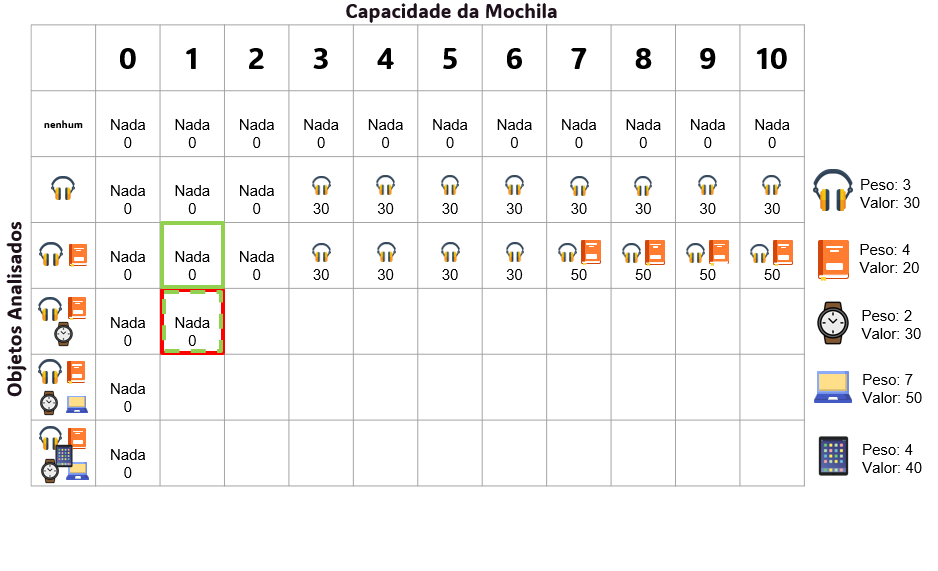 Capacidade da Mochila
0 1 2 3 4 5 6 7 8 9 10
Objetos Analisados
nenhum Nada Nada Nada Nada Nada Nada Nada Nada Nada Nada Nada
0 0 0 0 0 0 0 0 0 0 0
Nada Nada Nada
0 0 0 30 30 30 30 30 30 30 30
Peso: 3
Valor: 30
Nada Nada Nada
0 0 0 30 30 30 30 50 50 50 50
Peso: 4
Valor: 20
Nada Nada
0 0
Peso: 2
Valor: 30
Nada
0
Peso: 7
Valor: 50
Nada
0
Peso: 4
Valor: 40